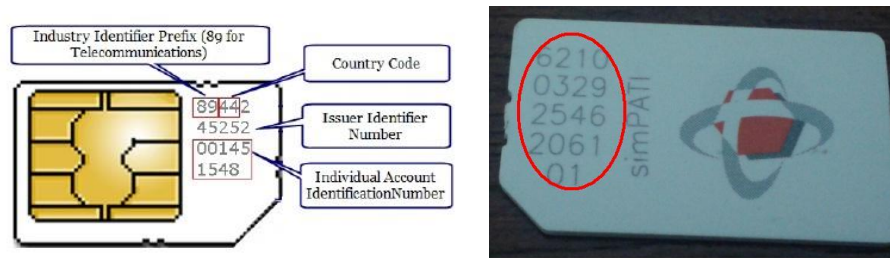 Industry Identifier Prefix (89 for
Telecommunications)
Country Code
89442
45252
00145
1548
Issuer Identifier
Number
Individual Account
IdentificationNumber
6210
0329
2546
2061
01
simPATI